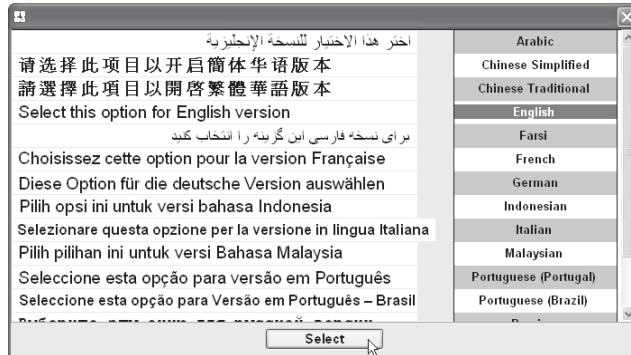 اختر هذا الاختيار للنسخة الإنجليزية Arabic
请选择此项目以开启簡体华语版本 Chinese Simplified
請選擇此項目以開啓繁體華語版本 Chinese Traditional
Select this option for English version English
برای نسخه فارسی این گزینه را انتخاب کنید Farsi
Choisissez cette option pour la version Française French
Diese Option für die deutsche Version auswählen German
Pilih opsi ini untuk versi bahasa Indonesia Indonesian
Selezionare questa opzione per la versione in lingua Italiana Italian
Pilih pilihan ini untuk versi Bahasa Malaysia Malaysian
Seleccione esta opção para versão em Português Portuguese (Portugal)
Seleccione esta opção para Versão em Português – Brasil Portuguese (Brazil)
Select